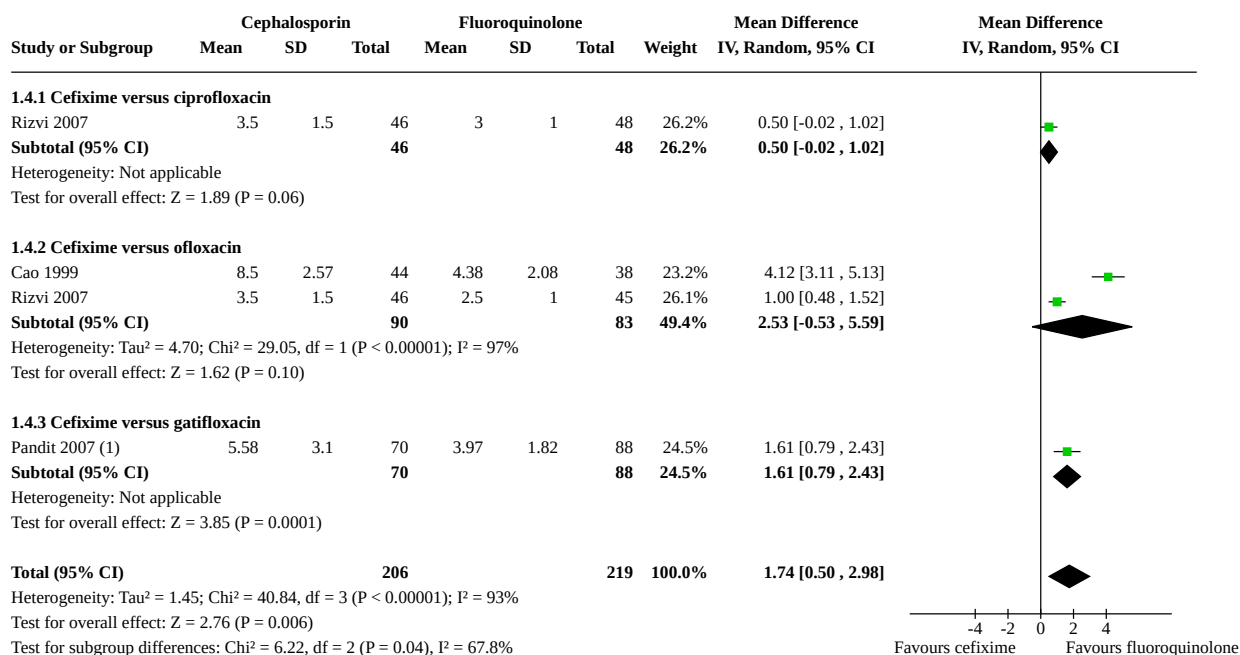 Cephalosporin Fluoroquinolone Mean Difference Mean Difference
Study or Subgroup Mean SD Total Mean SD Total Weight IV, Random, 95% CI IV, Random, 95% CI
1.4.1 Cefixime versus ciprofloxacin
Rizvi 2007 3.5 1.5 46 3 1 48 26.2% 0.50 [-0.02 , 1.02]
Subtotal (95% CI) 46 48 26.2% 0.50 [-0.02 , 1.02]
Heterogeneity: Not applicable
Test for overall effect: Z = 1.89 (P = 0.06)
1.4.2 Cefixime versus ofloxacin
Cao 1999 8.5 2.57 44 4.38 2.08 38 23.2% 4.12 [3.11 , 5.13]
Rizvi 2007 3.5 1.5 46 2.5 1 45 26.1% 1.00 [0.48 , 1.52]
Subtotal (95% CI) 90 83 49.4% 2.53 [-0.53 , 5.59]
Heterogeneity: Tau² = 4.70; Chi² = 29.05, df = 1 (P < 0.00001); I² = 97%
Test for overall effect: Z = 1.62 (P = 0.10)
1.4.3 Cefixime versus gatifloxacin
Pandit 2007 (1) 5.58 3.1 70 3.97 1.82 88 24.5% 1.61 [0.79 , 2.43]
Subtotal (95% CI) 70 88 24.5% 1.61 [0.79 , 2.43]
Heterogeneity: Not applicable
Test for overall effect: Z = 3.85 (P = 0.0001)
Total (95% CI) 206 219 100.0% 1.74 [0.50 , 2.98]
Heterogeneity: Tau² = 1.45; Chi² = 40.84, df = 3 (P < 0.00001); I² = 93%
Test for overall effect: Z = 2.76 (P = 0.006)
-4 -2 0 2 4
Test for subgroup differences: Chi² = 6.22, df = 2 (P = 0.04), I² = 67.8% Favours cefixime Favours fluoroquinolone